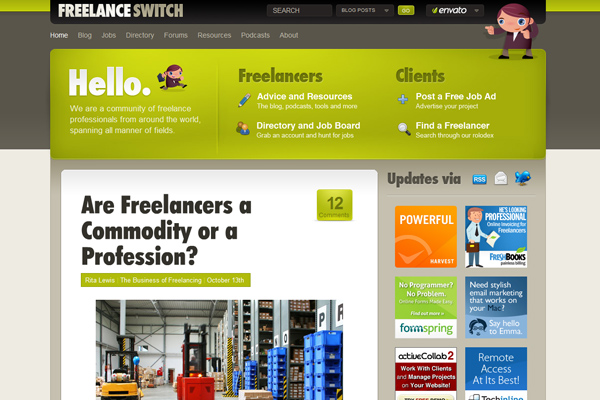 FREELANCE SWITCH
SEARCH
BLOG POSTS
GO
envato
Home Blog Jobs Directory Forums Resources Podcasts About
Hello.
We are a community of freelance
professionals from around the world,
spanning all manner of fields.
Freelancers
Advice and Resources
The blog, podcasts, tools and more
Directory and Job Board
Grab an account and hunt for jobs
Clients
Post a Free Job Ad
Advertise your project
Find a Freelancer
Search through our rolodex
Are Freelancers a
Commodity or a
Profession?
12
Comments
Rita Lewis | The Business of Freelancing | October 13th
Updates via
RSS
POWERFUL
HARVEST
HE'S LOOKING
PROFESSIONAL
Online Invoicing for
Freelancers
FRESHBOOKS
painless billing
No Programmer?
No Problem.
Online Forms Made Easy
Find out more >
formspring
Need stylish
email marketing
that works on
your Mac?
Say hello
to Emma.
activeCollab 2
Work With Clients
and Manage Projects
on Your Website!
TRY FREE DEMO
Remote
Access
At Its Best!
Techinline